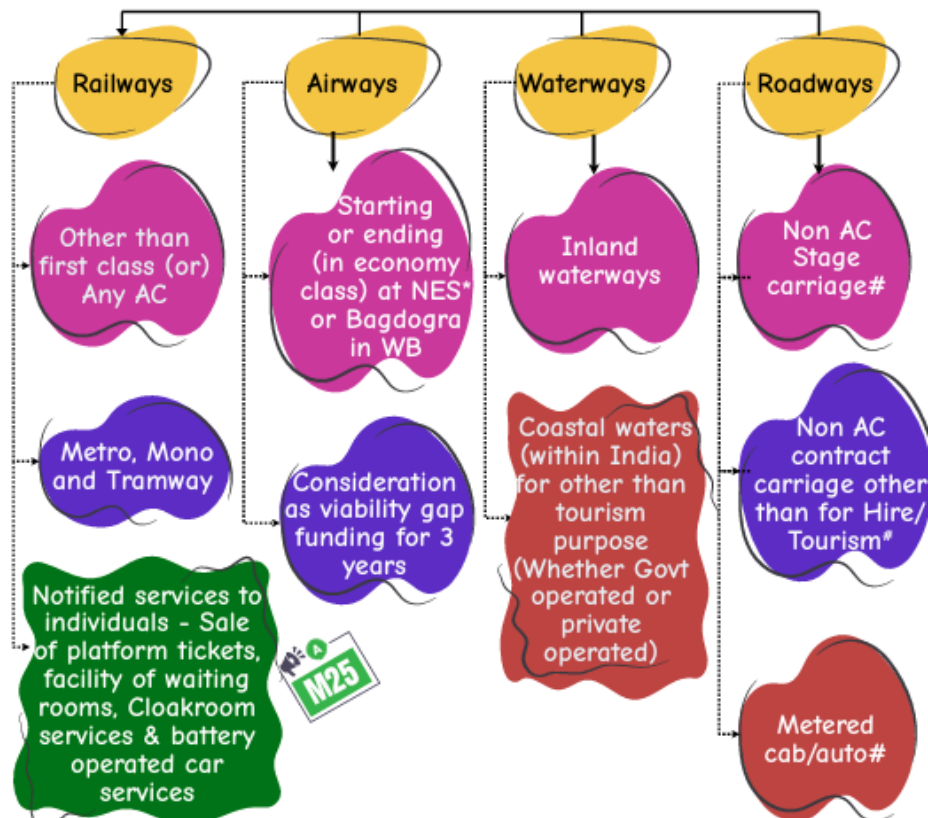 Railways
Airways
Waterways
Roadways
Other than
first class (or)
Any AC
Metro, Mono
and Tramway
Notified services to
individuals - Sale
of platform tickets,
facility of waiting
rooms, Cloakroom
services & battery
operated car
services
A
M25
Starting
or ending
(in economy
class) at NES*
or Bagdogra
in WB
Consideration
as viability gap
funding for 3
years
Inland
waterways
Coastal waters
(within India)
for other than
tourism
purpose
(Whether Govt
operated or
private
operated)
Non AC
Stage
carriage#
Non AC
contract
carriage other
than for Hire/
Tourism#
Metered
cab/auto#